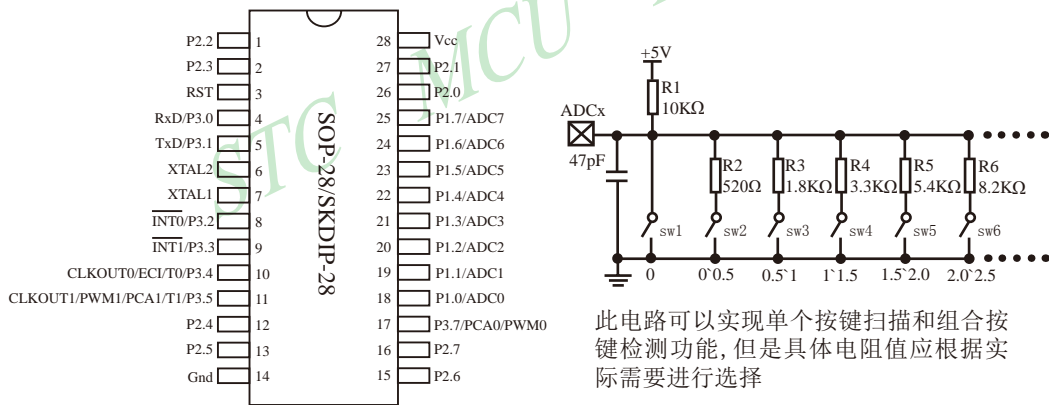 STC MCU
P2.2 1
P2.3 2
RST 3
RxD/P3.0 4
TxD/P3.1 5
XTAL2 6
XTAL1 7
INT0/P3.2 8
INT1/P3.3 9
CLKOUT0/ECI/T0/P3.4 10
CLKOUT1/PWM1/PCA1/T1/P3.5 11
P2.4 12
P2.5 13
Gnd 14
SOP-28/SKDIP-28
28 Vcc
27 P2.1
26 P2.0
25 P1.7/ADC7
24 P1.6/ADC6
23 P1.5/ADC5
22 P1.4/ADC4
21 P1.3/ADC3
20 P1.2/ADC2
19 P1.1/ADC1
18 P1.0/ADC0
17 P3.7/PCA0/PWM0
16 P2.7
15 P2.6
+5V
R1
10KΩ
ADCx
47pF
R2 R3 R4 R5 R6
520Ω 1.8KΩ 3.3KΩ 5.4KΩ 8.2KΩ
sw1 sw2 sw3 sw4 sw5 sw6
0 0~0.5 0.5~1 1~1.5 1.5~2.0 2.0~2.5
此电路可以实现单个按键扫描和组合按
键检测功能,但是具体电阻值应根据实
际需要进行选择